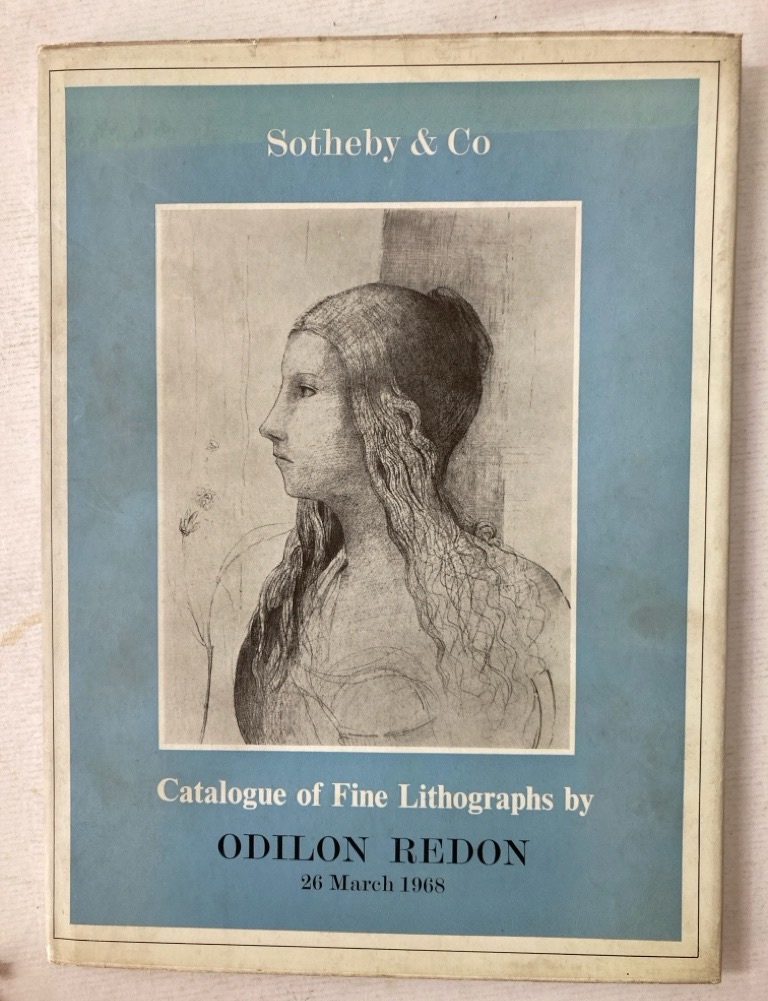 Sotheby & Co
Catalogue of Fine Lithographs by
ODILON REDON
26 March 1968